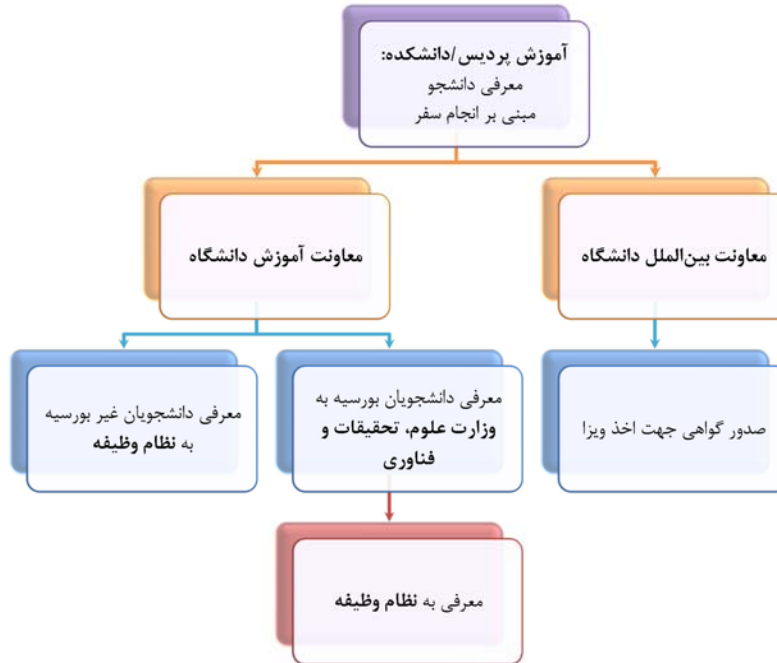 آموزش پردیس/دانشکده:
معرفی دانشجو
مبنی بر انجام سفر
معاونت بین‌الملل دانشگاه
معاونت آموزش دانشگاه
صدور گواهی جهت اخذ ویزا
معرفی دانشجویان بورسیه به
وزارت علوم، تحقیقات و
فناوری
معرفی دانشجویان غیر بورسیه
به نظام وظیفه
معرفی به نظام وظیفه